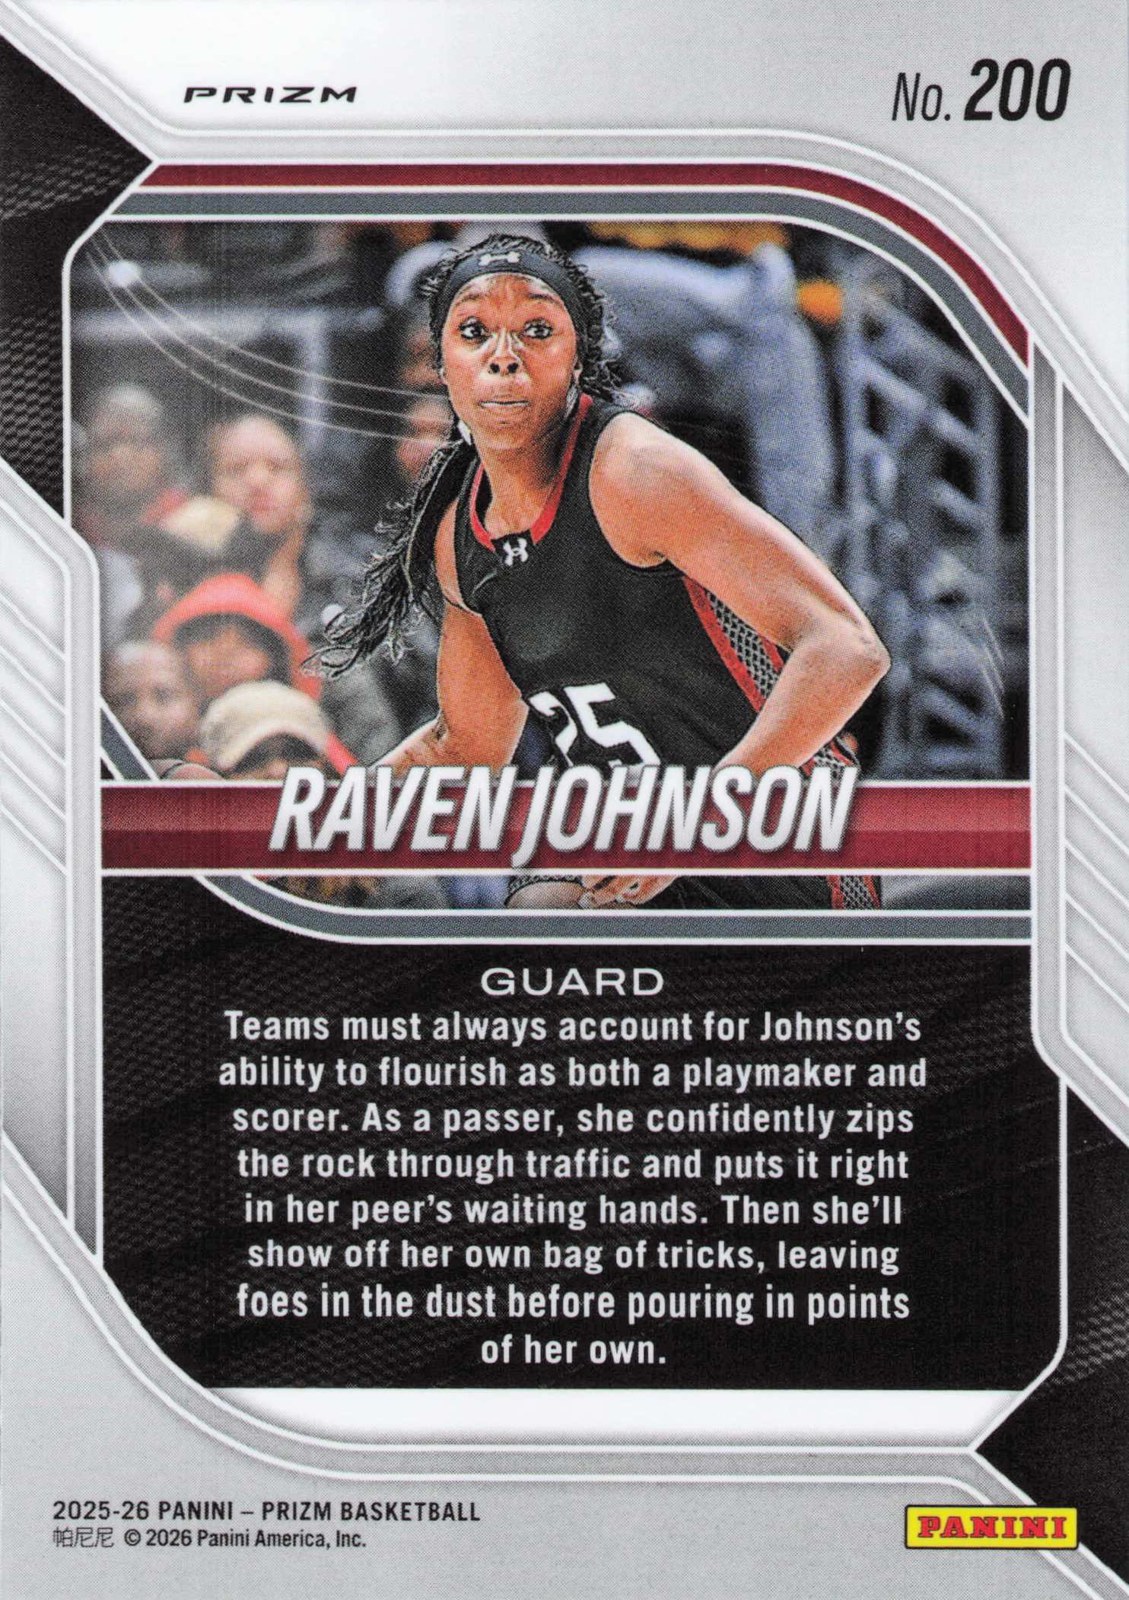 PRIZM
No. 200
25
RAVEN JOHNSON
GUARD
Teams must always account for Johnson's
ability to flourish as both a playmaker and
scorer. As a passer, she confidently zips
the rock through traffic and puts it right
in her peer's waiting hands. Then she'll
show off her own bag of tricks, leaving
foes in the dust before pouring in points
of her own.
2025-26 PANINI – PRIZM BASKETBALL
帕尼尼 © 2026 Panini America, Inc.
PANINI